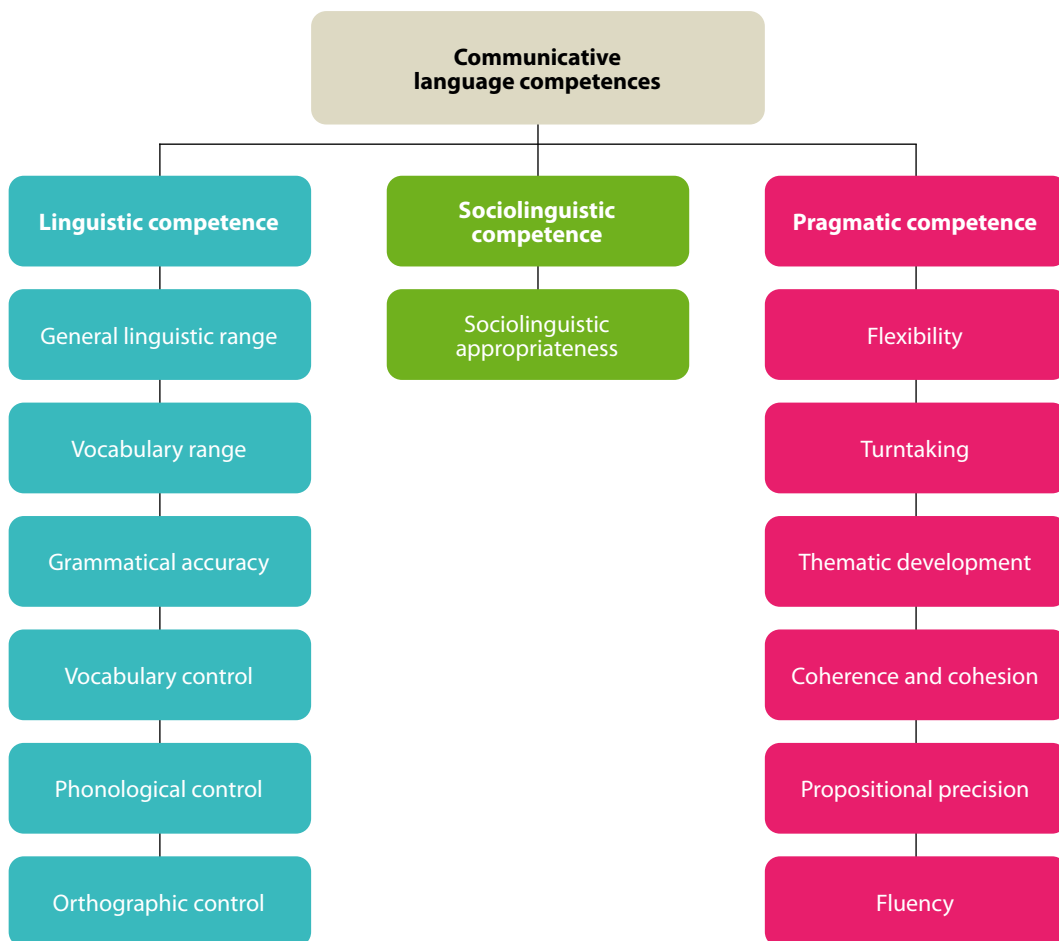 Communicative
language competences
Linguistic competence
Sociolinguistic
competence
Pragmatic competence
General linguistic range
Sociolinguistic
appropriateness
Flexibility
Vocabulary range
Turntaking
Grammatical accuracy
Thematic development
Vocabulary control
Coherence and cohesion
Phonological control
Propositional precision
Orthographic control
Fluency